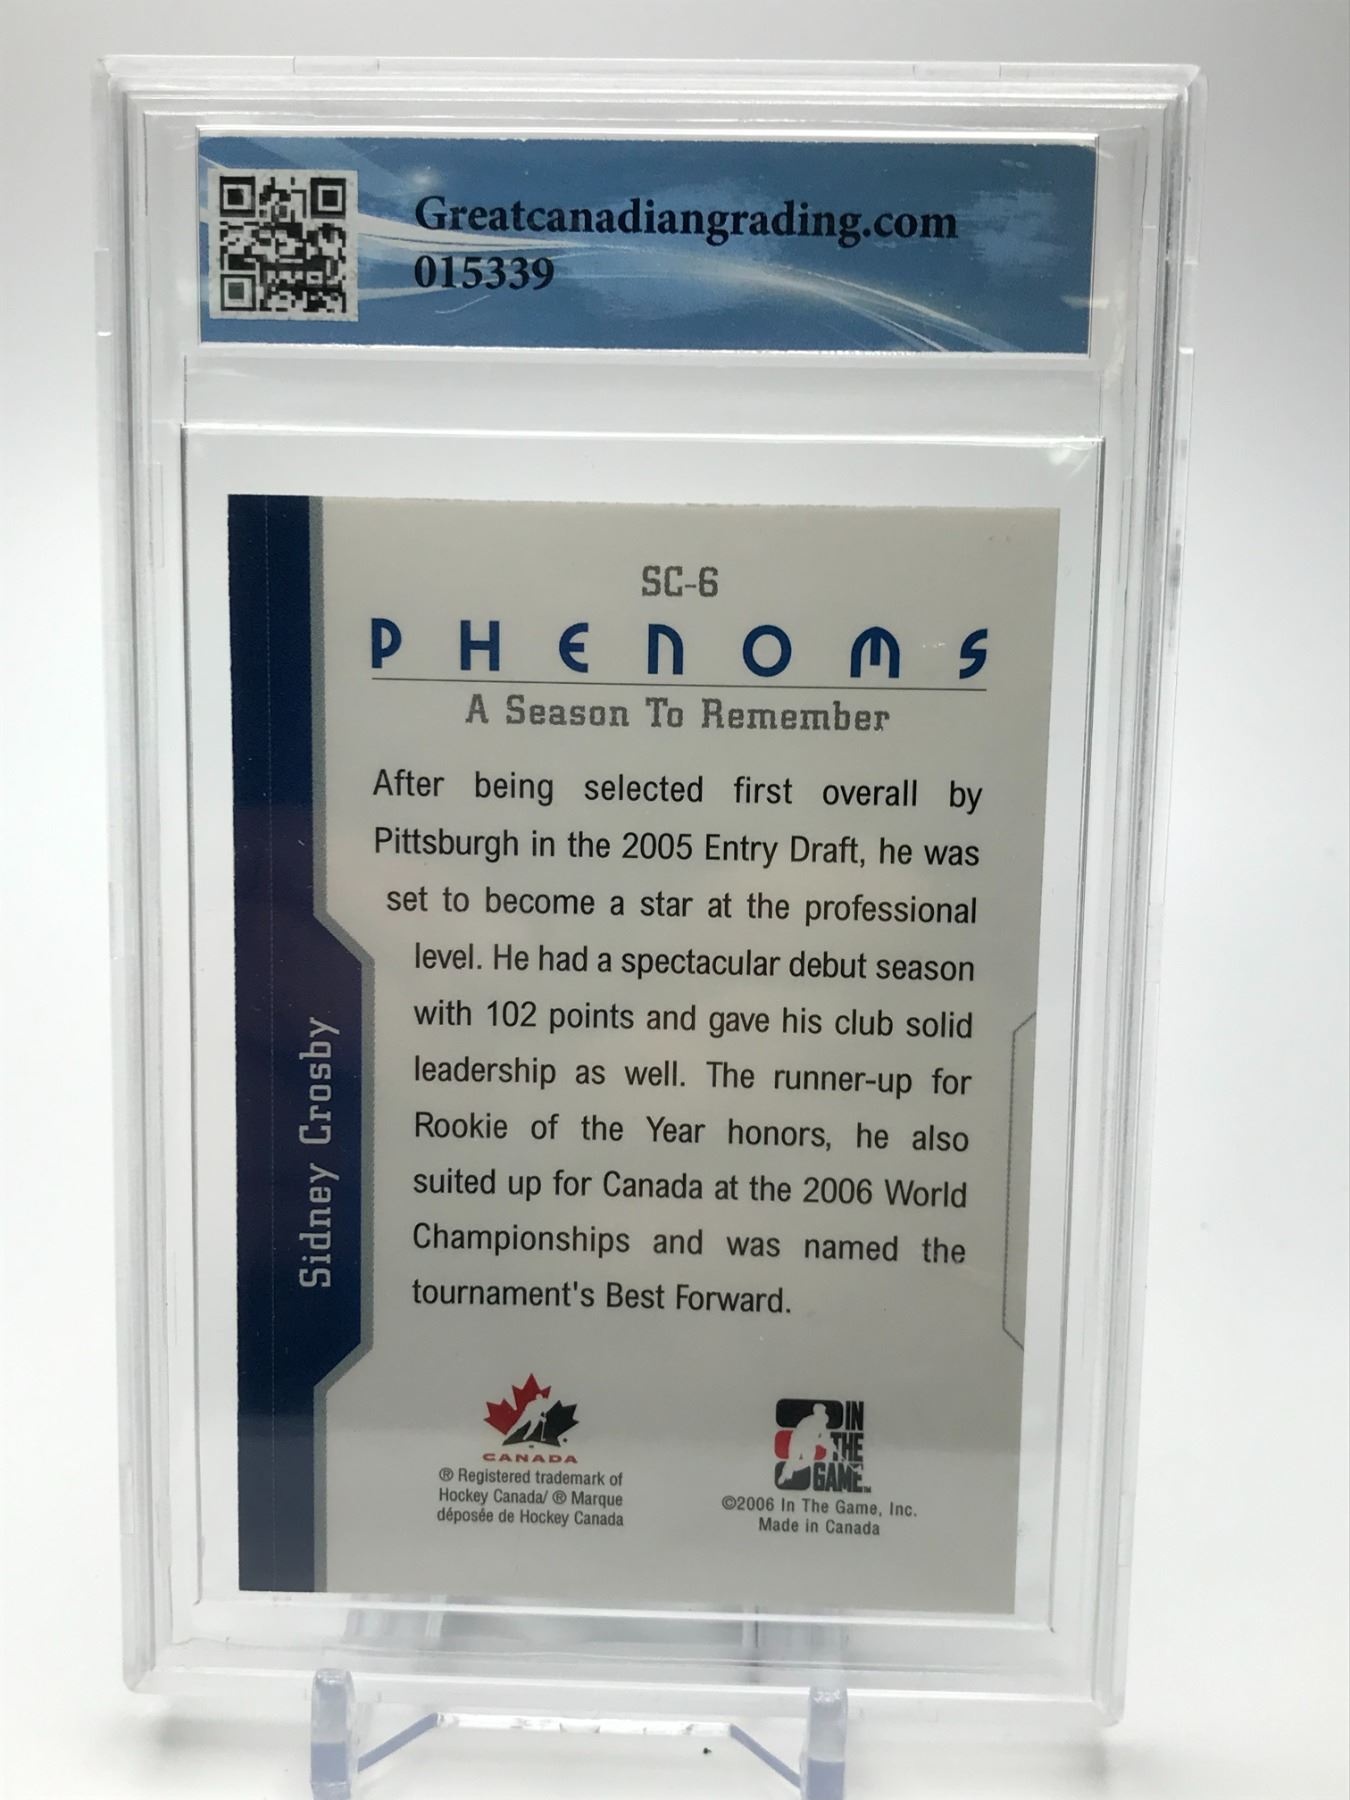 Greatcanadiangrading.com
015339
SC-6
PHENOMS
A Season To Remember
After being selected first overall by
Pittsburgh in the 2005 Entry Draft, he was
set to become a star at the professional
level. He had a spectacular debut season
with 102 points and gave his club solid
leadership as well. The runner-up for
Rookie of the Year honors, he also
suited up for Canada at the 2006 World
Championships and was named the
tournament's Best Forward.
Sidney Crosby
CANADA
® Registered trademark of
Hockey Canada/ ® Marque
déposée de Hockey Canada
IN
THE
GAME™
©2006 In The Game, Inc.
Made in Canada